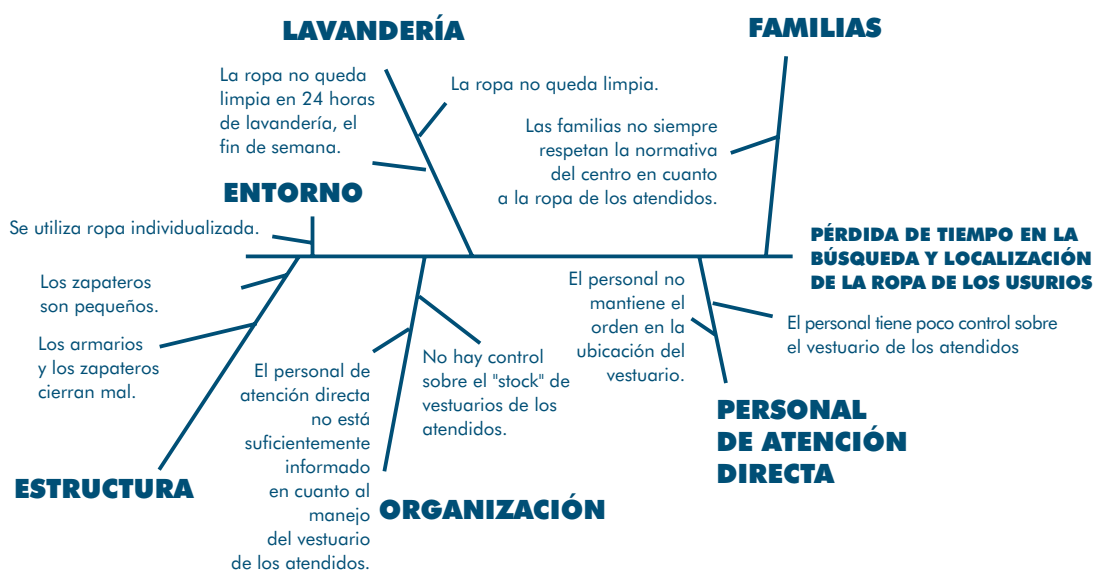 LAVANDERÍA
FAMILIAS
La ropa no queda
limpia en 24 horas
de lavandería, el
fin de semana.
La ropa no queda limpia.
Las familias no siempre
respetan la normativa
del centro en cuanto
a la ropa de los atendidos.
ENTORNO
Se utiliza ropa individualizada.
PÉRDIDA DE TIEMPO EN LA
BÚSQUEDA Y LOCALIZACIÓN
DE LA ROPA DE LOS USURIOS
Los zapateros
son pequeños.
Los armarios
y los zapateros
cierran mal.
El personal de
atención directa
no está
suficientemente
informado
en cuanto al
manejo
del vestuario
de los atendidos.
No hay control
sobre el "stock" de
vestuarios de los
atendidos.
El personal no
mantiene el
orden en la
ubicación del
vestuario.
El personal tiene poco control sobre
el vestuario de los atendidos
ESTRUCTURA
ORGANIZACIÓN
PERSONAL
DE ATENCIÓN
DIRECTA